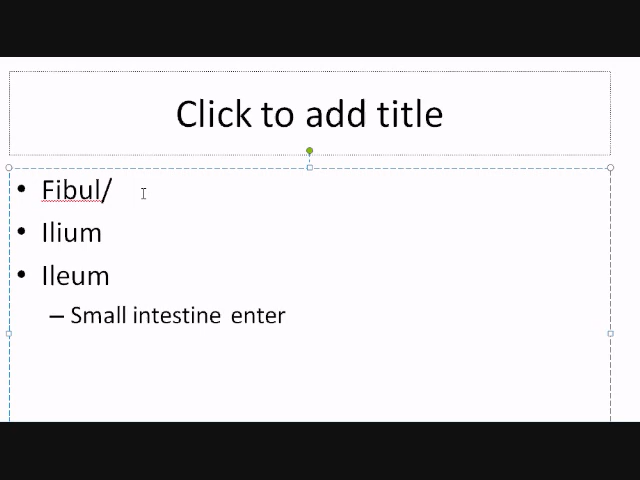 Click to add title
• Fibul/
• Ilium
• Ileum
– Small intestine enter